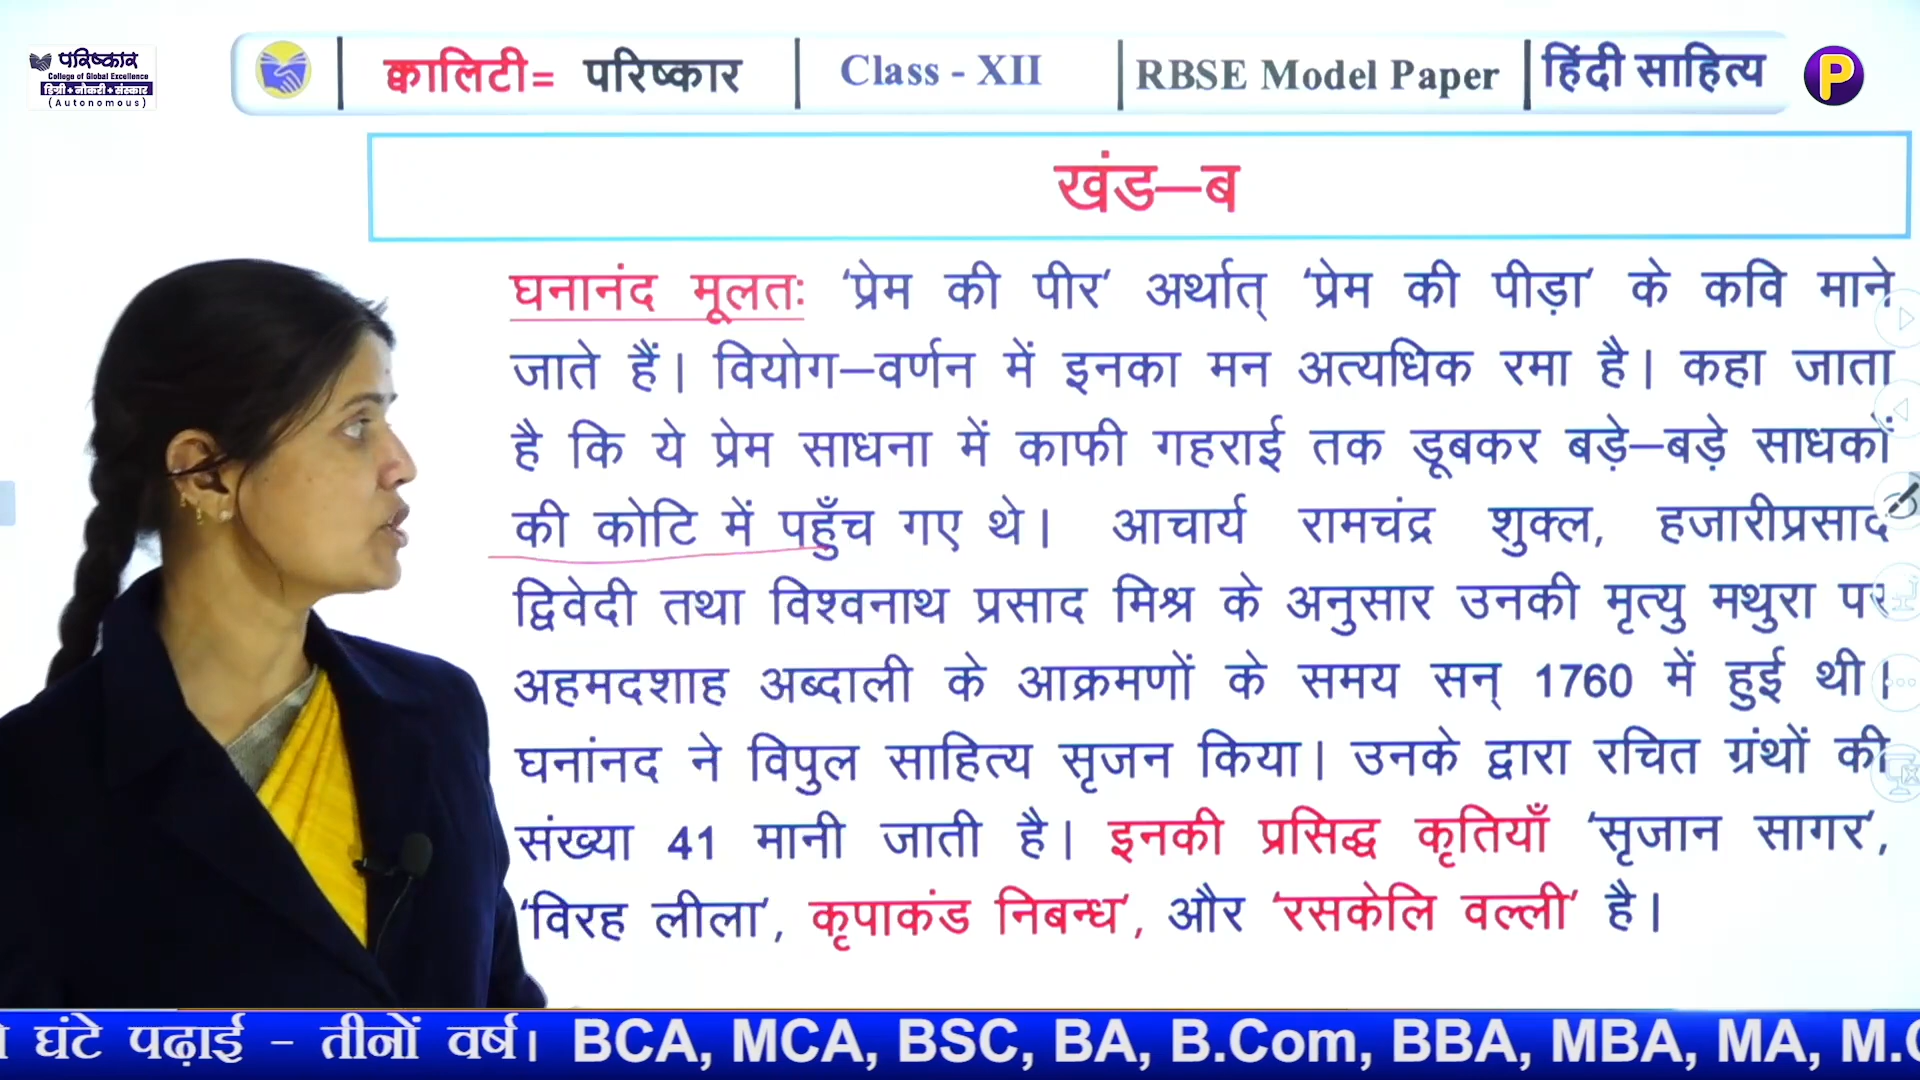 परिष्कार
College of Global Excellence
डिग्री + नौकरी + संस्कार
(Autonomous)
क्वालिटी= परिष्कार
Class - XII
RBSE Model Paper
हिंदी साहित्य
P
खंड–ब
घनानंद मूलतः ‘प्रेम की पीर’ अर्थात् ‘प्रेम की पीड़ा’ के कवि माने
जाते हैं। वियोग–वर्णन में इनका मन अत्यधिक रमा है। कहा जाता
है कि ये प्रेम साधना में काफी गहराई तक डूबकर बड़े–बड़े साधकों
की कोटि में पहुँच गए थे। आचार्य रामचंद्र शुक्ल, हजारीप्रसाद
द्विवेदी तथा विश्वनाथ प्रसाद मिश्र के अनुसार उनकी मृत्यु मथुरा पर
अहमदशाह अब्दाली के आक्रमणों के समय सन् 1760 में हुई थी।
घनांनद ने विपुल साहित्य सृजन किया। उनके द्वारा रचित ग्रंथों की
संख्या 41 मानी जाती है। इनकी प्रसिद्ध कृतियाँ ‘सृजान सागर’,
‘विरह लीला’, कृपाकंड निबन्ध’, और ‘रसकेलि वल्ली’ है।
घंटे पढ़ाई - तीनों वर्ष। BCA, MCA, BSC, BA, B.Com, BBA, MBA, MA,